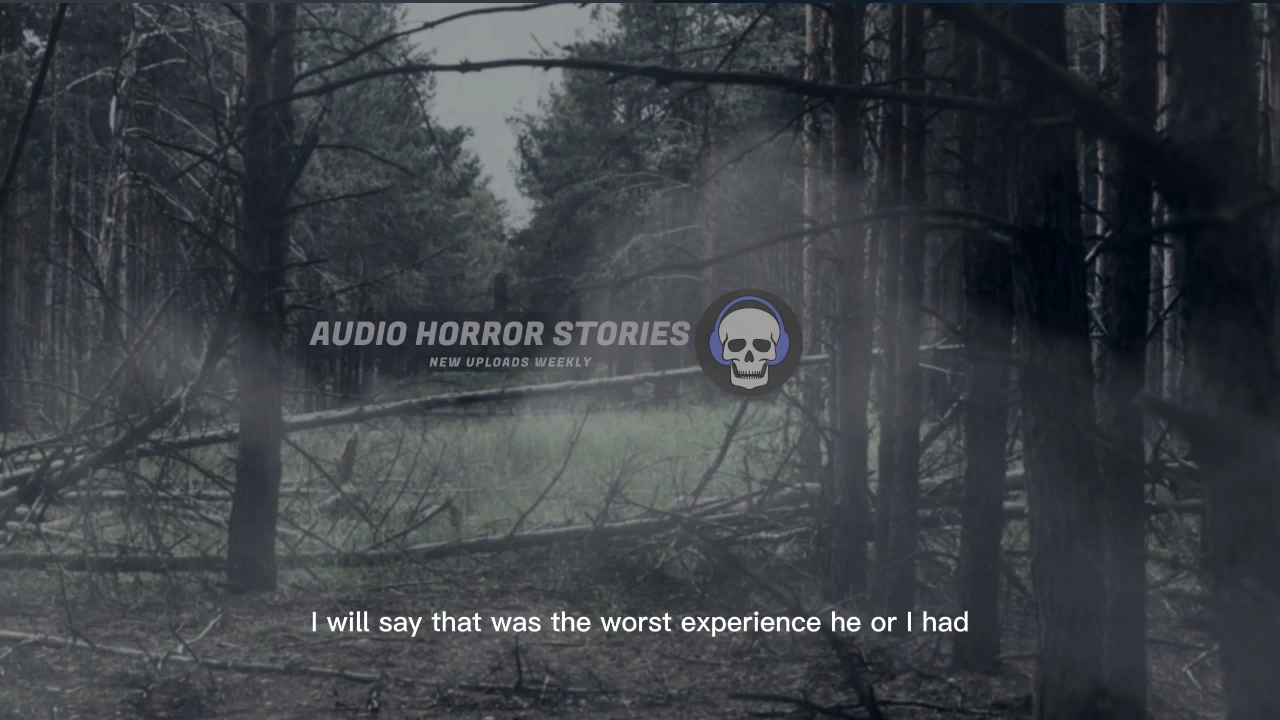 AUDIO HORROR STORIES
NEW UPLOADS WEEKLY
I will say that was the worst experience he or I had